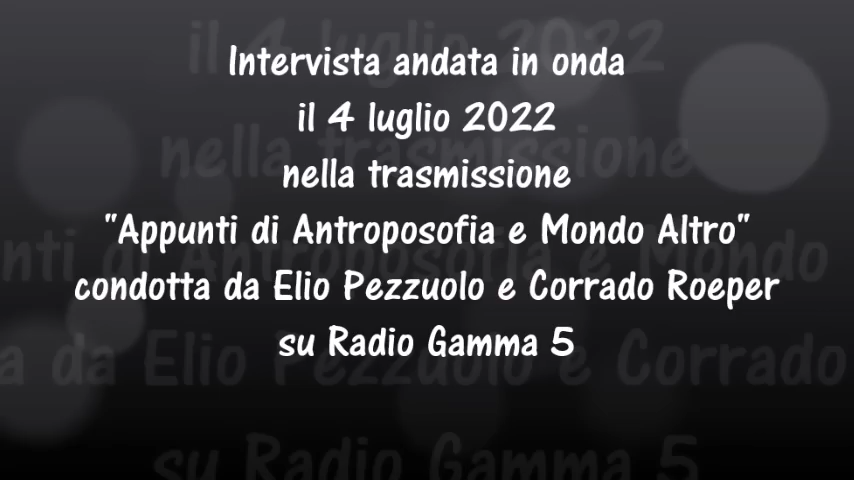 Intervista andata in onda
il 4 luglio 2022
nella trasmissione
"Appunti di Antroposofia e Mondo Altro"
condotta da Elio Pezzuolo e Corrado Roeper
su Radio Gamma 5